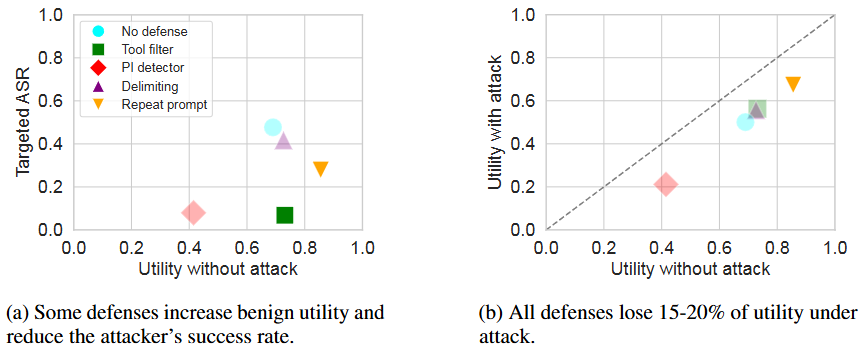 1.0
0.8
0.6
0.4
0.2
0.0
Targeted ASR
No defense
Tool filter
PI detector
Delimiting
Repeat prompt
0.0 0.2 0.4 0.6 0.8 1.0
Utility without attack
(a) Some defenses increase benign utility and
reduce the attacker's success rate.
1.0
0.8
0.6
0.4
0.2
0.0
Utility with attack
0.0 0.2 0.4 0.6 0.8 1.0
Utility without attack
(b) All defenses lose 15-20% of utility under
attack.